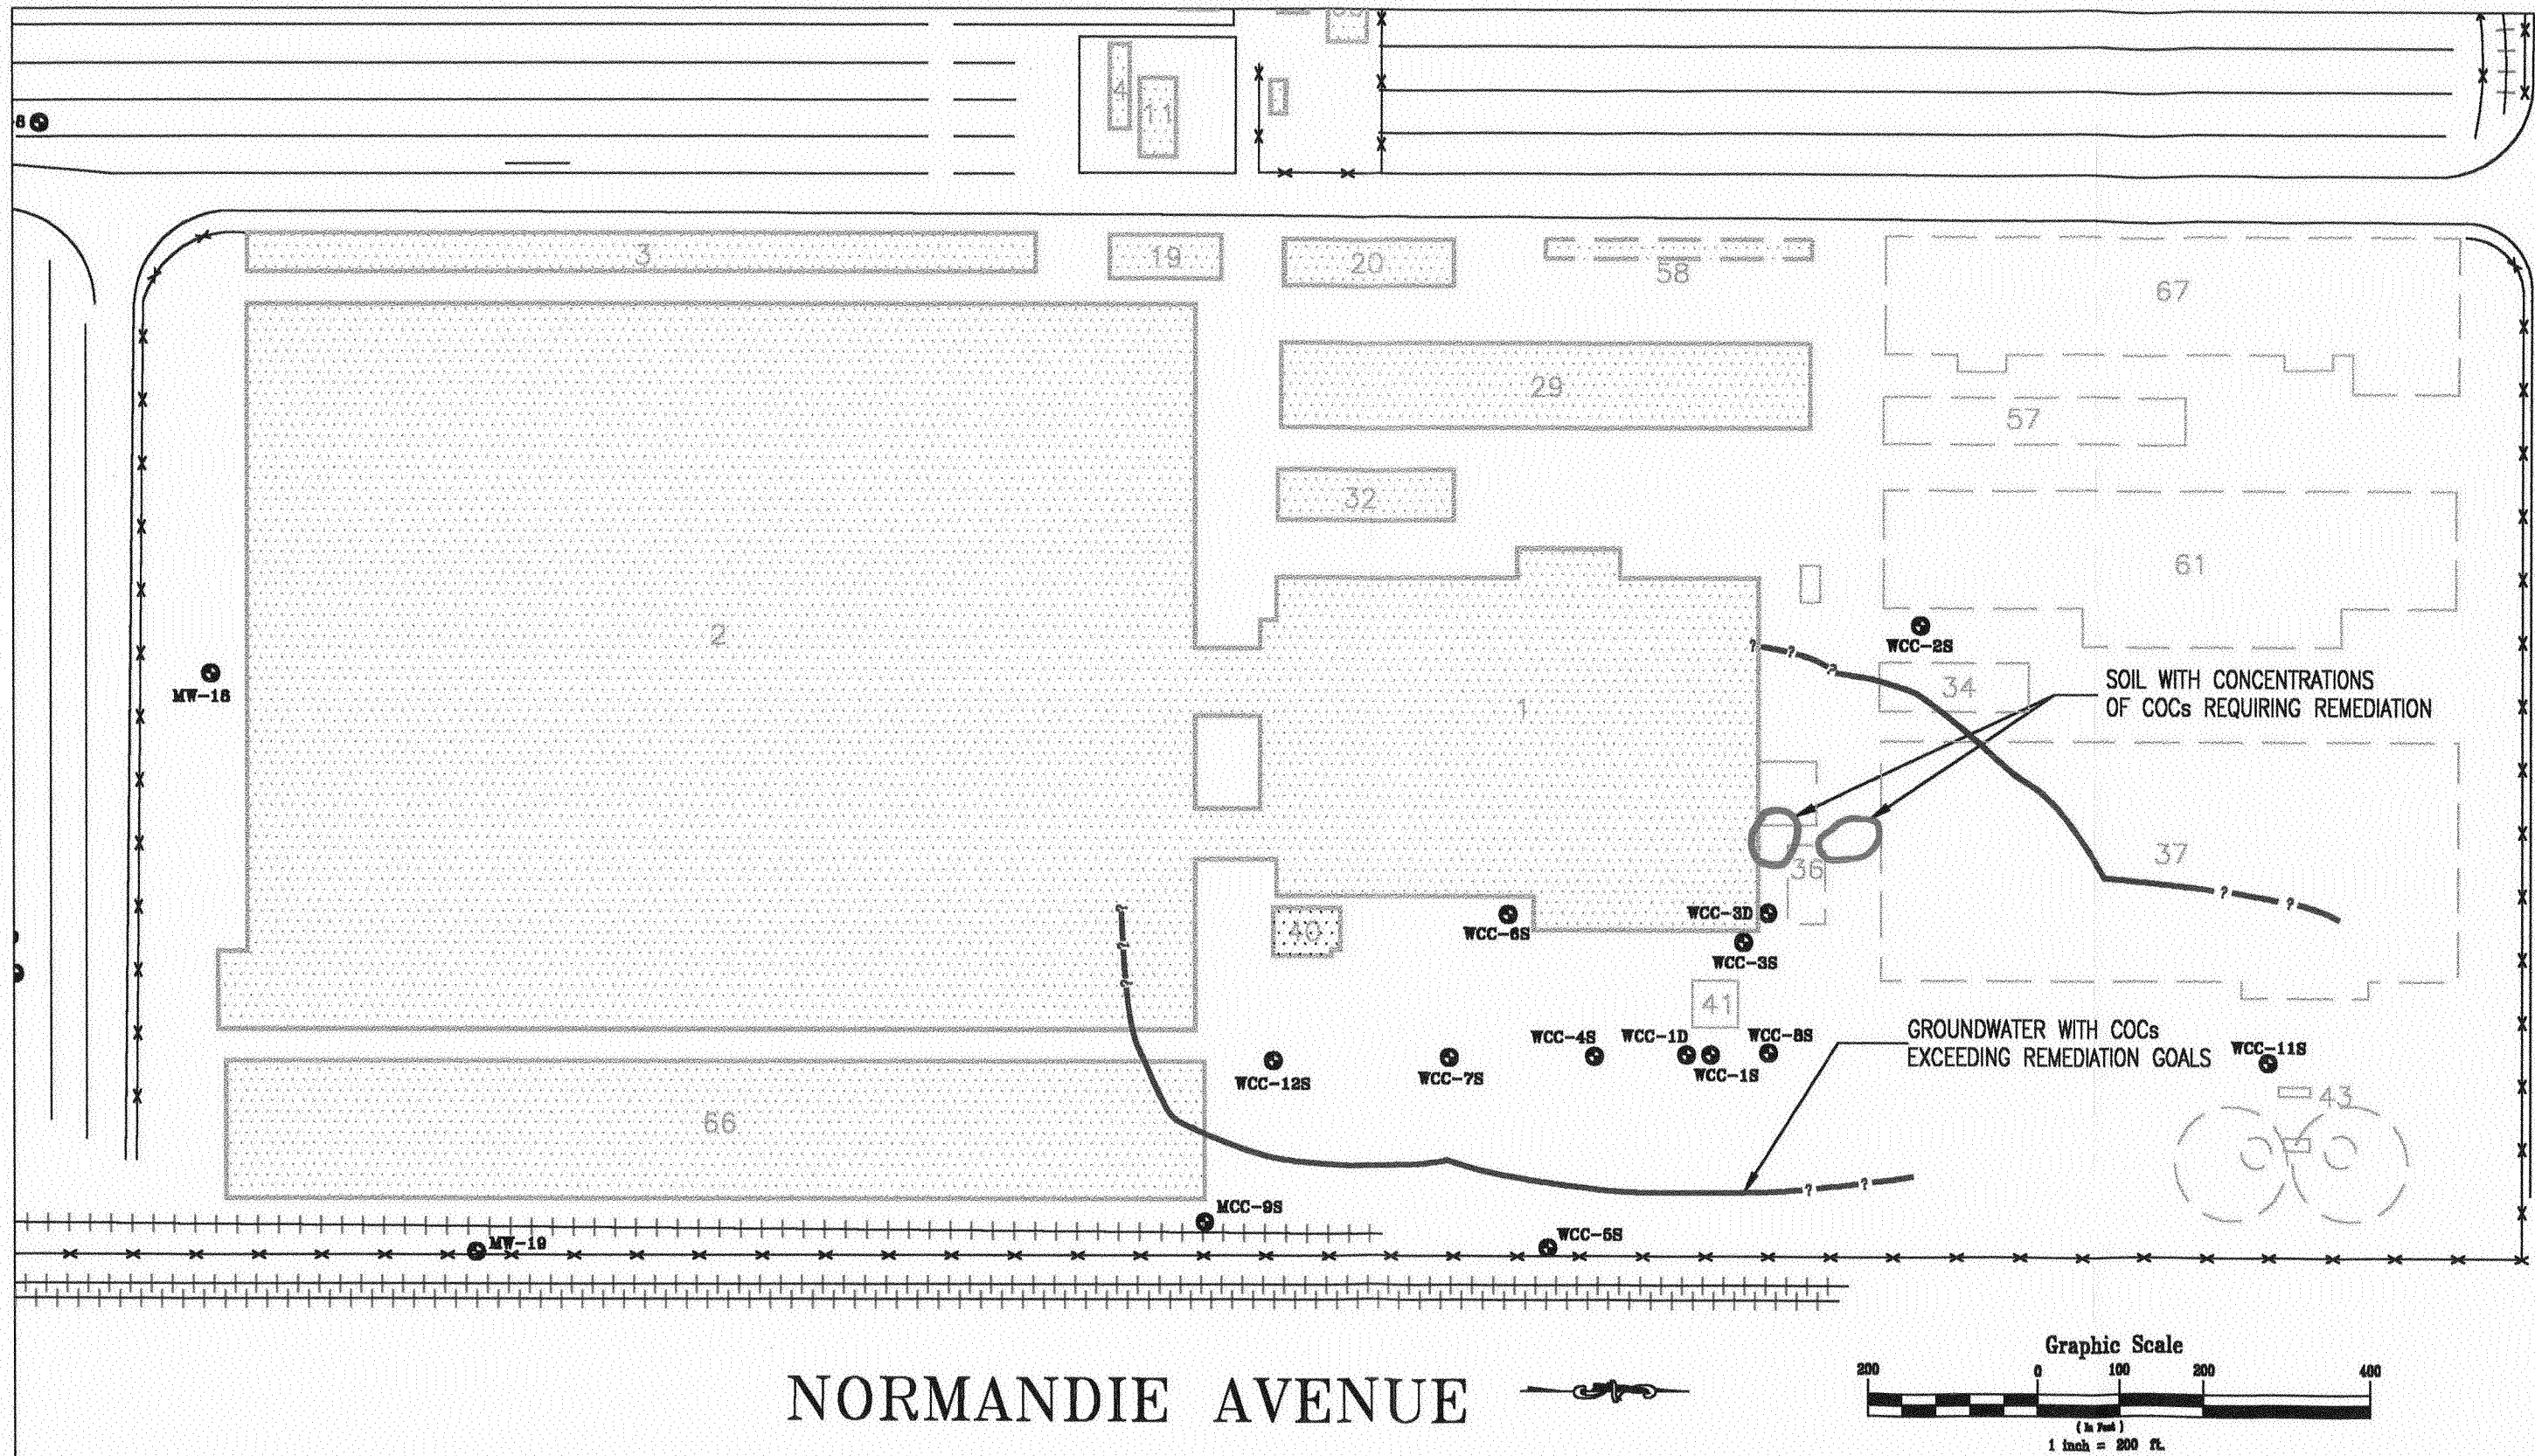 4
11
8
3
19
20
58
67
29
57
32
61
2
WCC-2S
MW-18
34
SOIL WITH CONCENTRATIONS
OF COCs REQUIRING REMEDIATION
1
37
36
40
WCC-6S
WCC-3D
WCC-3S
41
GROUNDWATER WITH COCs
EXCEEDING REMEDIATION GOALS
WCC-4S
WCC-1D
WCC-8S
WCC-1S
WCC-12S
WCC-7S
WCC-11S
43
66
MCC-9S
MW-19
WCC-5S
NORMANDIE AVENUE
Graphic Scale
200 0 100 200 400
( In Feet )
1 inch = 200 ft.